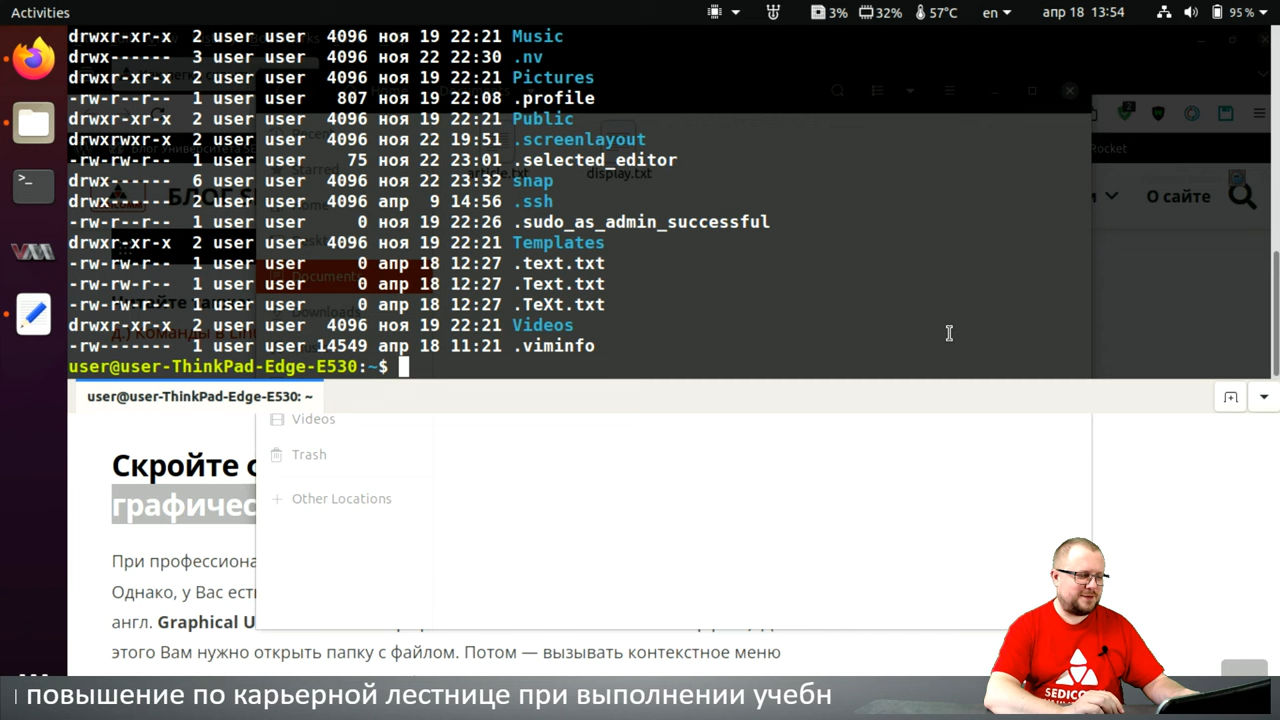 Activities
3% 32% 57°C en апр 18 13:54 95%
drwxr-xr-x 2 user user 4096 ноя 19 22:21 Music
drwx------ 3 user user 4096 ноя 22 22:30 .nv
drwxr-xr-x 2 user user 4096 ноя 19 22:21 Pictures
-rw-r--r-- 1 user user 807 ноя 19 22:08 .profile
drwxr-xr-x 2 user user 4096 ноя 19 22:21 Public
drwxrwxr-x 2 user user 4096 ноя 22 19:51 .screenlayout
-rw-rw-r-- 1 user user 75 ноя 22 23:01 .selected_editor
drwxr-xr-x 6 user user 4096 ноя 22 23:32 snap
drwx------ 2 user user 4096 апр 9 14:56 .ssh
-rw-r--r-- 1 user user 0 ноя 19 22:26 .sudo_as_admin_successful
drwxr-xr-x 2 user user 4096 ноя 19 22:21 Templates
-rw-rw-r-- 1 user user 0 апр 18 12:27 .text.txt
-rw-rw-r-- 1 user user 0 апр 18 12:27 .Text.txt
-rw-rw-r-- 1 user user 0 апр 18 12:27 .TeXt.txt
drwxr-xr-x 2 user user 4096 ноя 19 22:21 Videos
-rw------- 1 user user 14549 апр 18 11:21 .viminfo
user@user-ThinkPad-Edge-E530:~$
display.txt
Rocket
О сайте
user@user-ThinkPad-Edge-E530: ~
Videos
Trash
Other Locations
Скройте
графичес
При профессиона
Однако, у Вас есть
англ. Graphical U
этого Вам нужно открыть папку с файлом. Потом — вызывать контекстное меню
повышение по карьерной лестнице при выполнении учебн